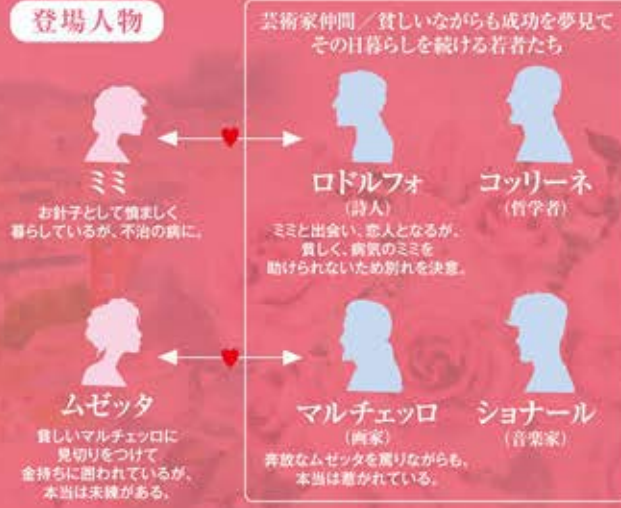 登場人物
芸術家仲間／貧しいながらも成功を夢見て
その日暮らしを続ける若者たち
ミミ
お針子として慎ましく
暮らしているが、不治の病に。
ロドルフォ
(詩人)
ミミと出会い、恋人となるが、
貧しく、病気のミミを
助けられないため別れを決意。
コッリーネ
(哲学者)
ムゼッタ
貧しいマルチェッロに
見切りをつけて
金持ちに囲われているが、
本当は未練がある。
マルチェッロ
(画家)
奔放なムゼッタを罵りながらも、
本当は惹かれている。
ショナール
(音楽家)